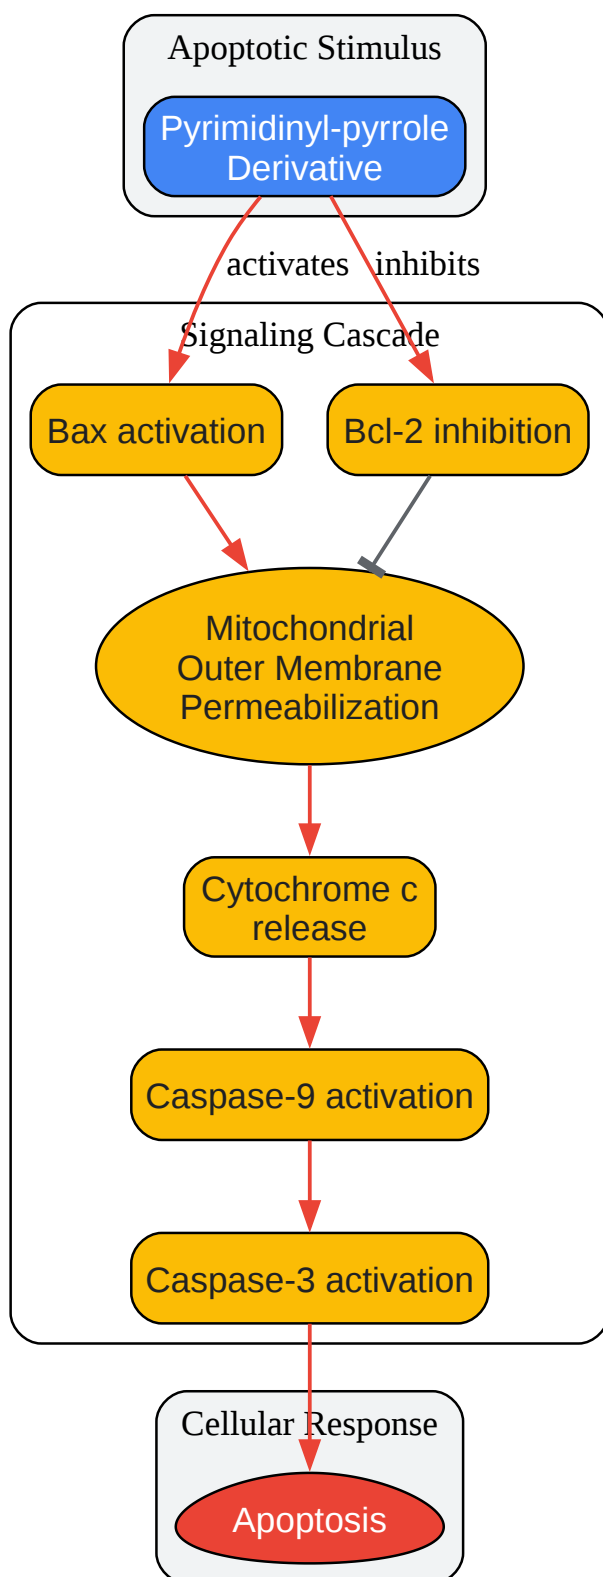 Apoptotic Stimulus
Pyrimidinyl-pyrrole
Derivative
activates
inhibits
Signaling Cascade
Bax activation
Bcl-2 inhibition
Mitochondrial
Outer Membrane
Permeabilization
Cytochrome c
release
Caspase-9 activation
Caspase-3 activation
Cellular Response
Apoptosis